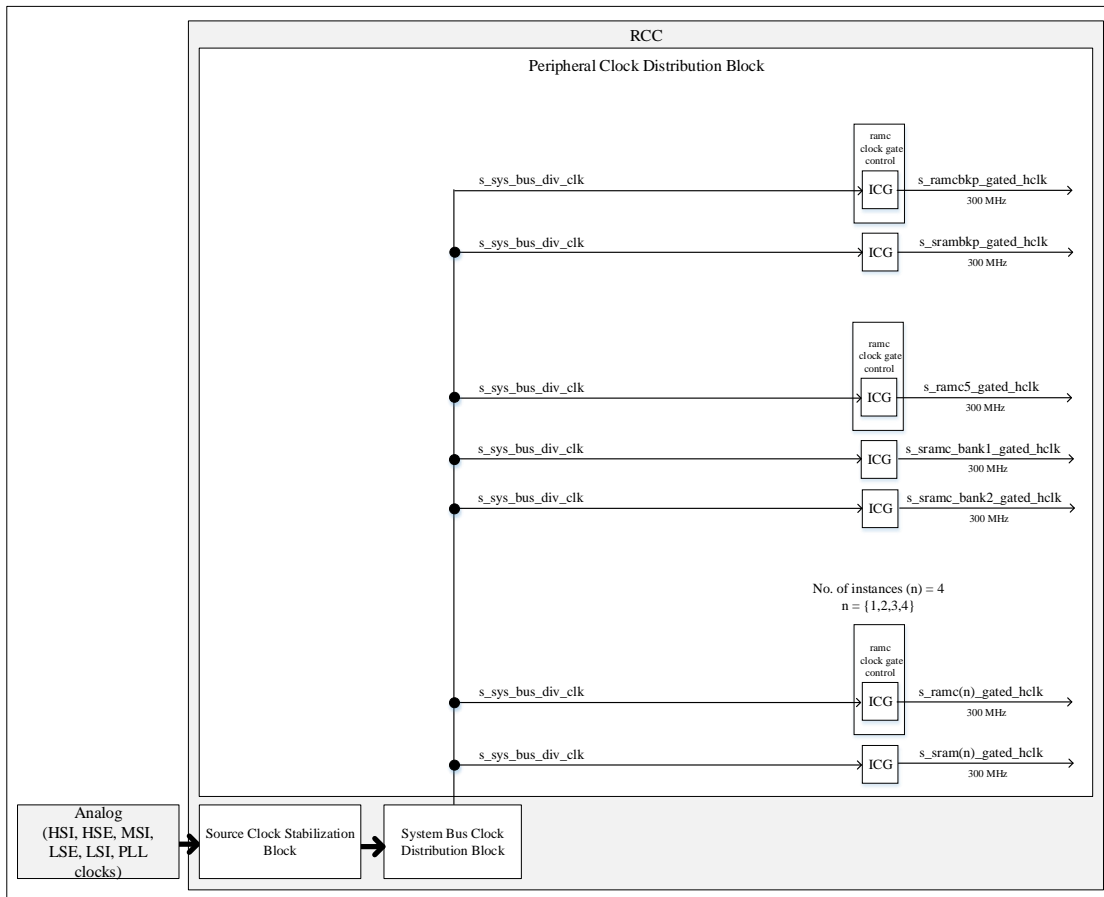 RCC
Peripheral Clock Distribution Block
ramc
clock gate
control
s_sys_bus_div_clk
ICG
s_ramcbkp_gated_hclk
300 MHz
s_sys_bus_div_clk
ICG
s_srambkp_gated_hclk
300 MHz
ramc
clock gate
control
s_sys_bus_div_clk
ICG
s_ramc5_gated_hclk
300 MHz
s_sys_bus_div_clk
ICG
s_sramc_bank1_gated_hclk
300 MHz
s_sys_bus_div_clk
ICG
s_sramc_bank2_gated_hclk
300 MHz
No. of instances (n) = 4
n = {1,2,3,4}
ramc
clock gate
control
s_sys_bus_div_clk
ICG
s_ramc(n)_gated_hclk
300 MHz
s_sys_bus_div_clk
ICG
s_sram(n)_gated_hclk
300 MHz
Analog
(HSI, HSE, MSI,
LSE, LSI, PLL
clocks)
Source Clock Stabilization
Block
System Bus Clock
Distribution Block